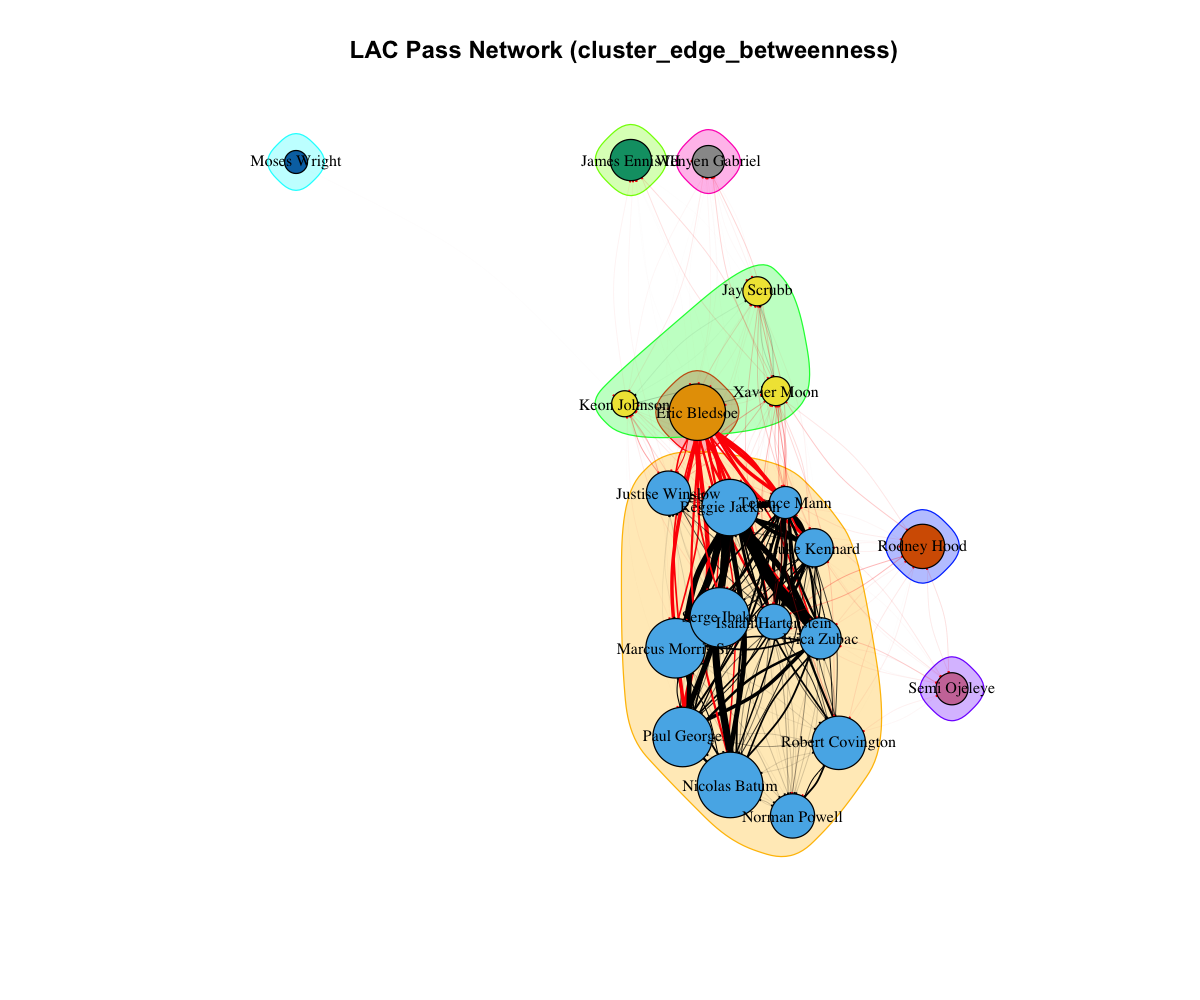 LAC Pass Network (cluster_edge_betweenness)
Moses Wright
James Ennis III
Wenyen Gabriel
Jay Scrubb
Xavier Moon
Keon Johnson
Eric Bledsoe
Justise Winslow
Terance Mann
Reggie Jackson
Luke Kennard
Rodney Hood
Serge Ibaka
Isaiah Hartenstein
Ivica Zubac
Marcus Morris Sr.
Semi Ojeleye
Paul George
Robert Covington
Nicolas Batum
Norman Powell